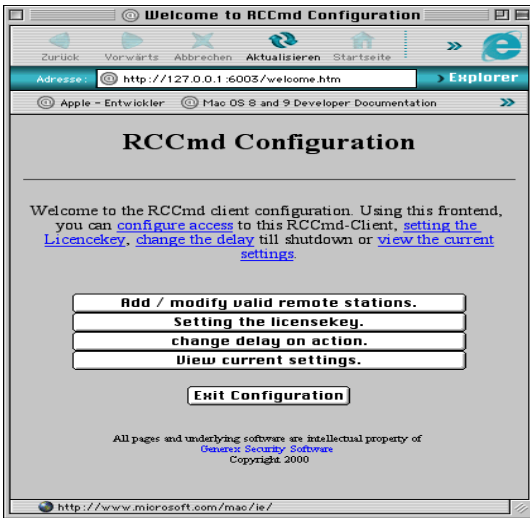 Welcome to RCCmd Configuration
Zurück Vorwärts Abbrechen Aktualisieren Startseite »
Adresse: http://127.0.0.1:6003/welcome.htm Explorer
Apple - Entwickler Mac OS 8 and 9 Developer Documentation »
RCCmd Configuration
Welcome to the RCCmd client configuration. Using this frontend,
you can configure access to this RCCmd-Client, setting the
Licencekey, change the delay till shutdown or view the current
settings.
Add / modify valid remote stations.
Setting the licensekey.
change delay on action.
View current settings.
Exit Configuration
All pages and underlying software are intellectual property of
Generex Security Software
Copyright 2000
http://www.microsoft.com/mac/ie/